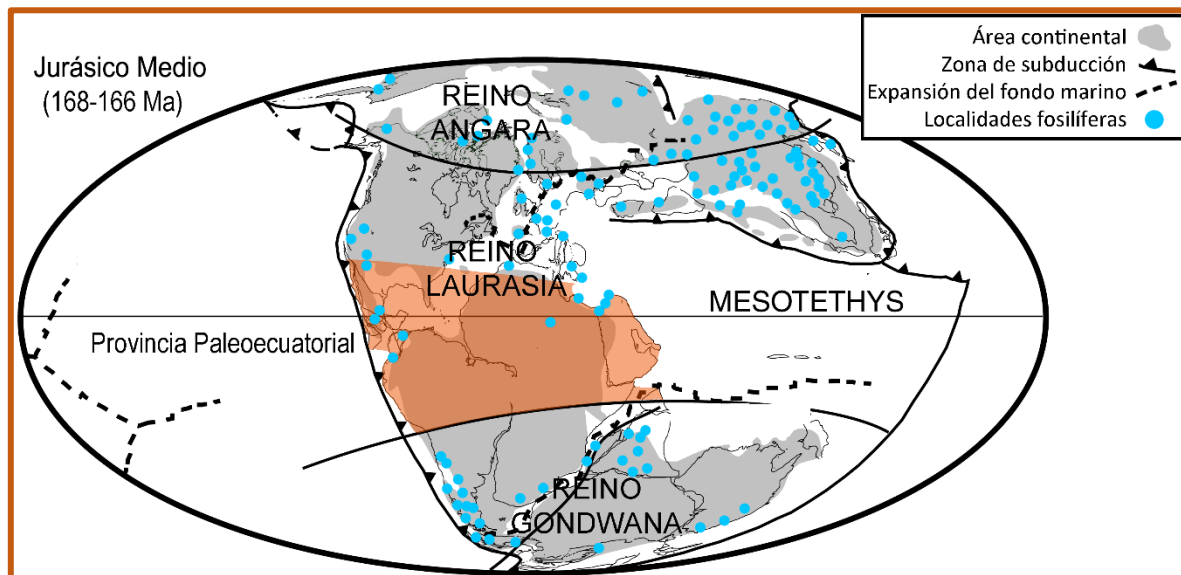 Jurásico Medio
(168-166 Ma)
Área continental
Zona de subducción
Expansión del fondo marino
Localidades fosilíferas
REINO
ANGARA
REINO
LAURASIA
MESOTETHYS
Provincia Paleoecuatorial
REINO
GONDWANA